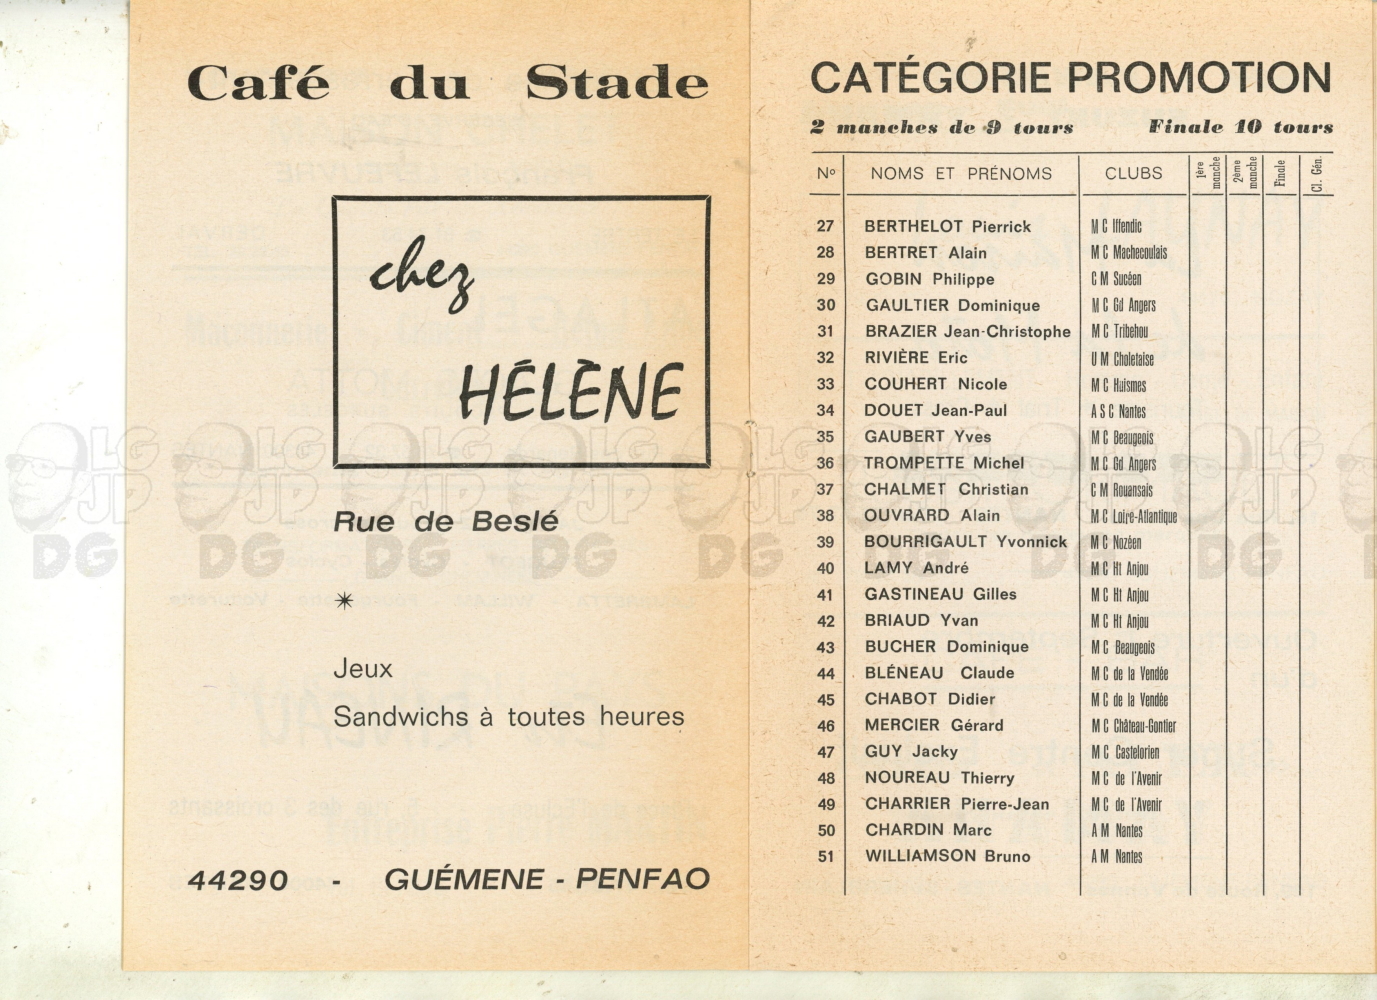 Café du Stade
chez
HÉLÈNE
Rue de Beslé
Jeux
Sandwichs à toutes heures
44290 - GUÉMENE - PENFAO
CATÉGORIE PROMOTION
2 manches de 9 tours Finale 10 tours
No NOMS ET PRÉNOMS CLUBS 1ère manche 2ème manche Finale Cl. Gén.
27 BERTHELOT Pierrick M C Iffendic
28 BERTRET Alain M C Machecoulais
29 GOBIN Philippe C M Sucéen
30 GAULTIER Dominique M C Gd Angers
31 BRAZIER Jean-Christophe M C Tribehou
32 RIVIÈRE Eric U M Choletaise
33 COUHERT Nicole M C Huismes
34 DOUET Jean-Paul A S C Nantes
35 GAUBERT Yves M C Beaugeois
36 TROMPETTE Michel M C Gd Angers
37 CHALMET Christian C M Rouansais
38 OUVRARD Alain M C Loire-Atlantique
39 BOURRIGAULT Yvonnick M C Nozéen
40 LAMY André M C Ht Anjou
41 GASTINEAU Gilles M C Ht Anjou
42 BRIAUD Yvan M C Ht Anjou
43 BUCHER Dominique M C Beaugeois
44 BLÉNEAU Claude M C de la Vendée
45 CHABOT Didier M C de la Vendée
46 MERCIER Gérard M C Château-Gontier
47 GUY Jacky M C Castelorien
48 NOUREAU Thierry M C de l'Avenir
49 CHARRIER Pierre-Jean M C de l'Avenir
50 CHARDIN Marc A M Nantes
51 WILLIAMSON Bruno A M Nantes